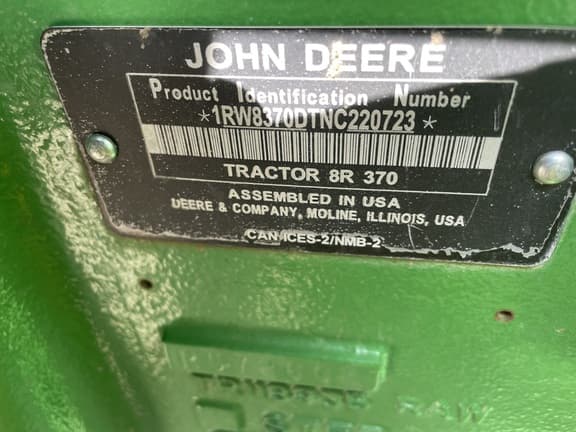 JOHN DEERE
Product Identification Number
*1RW8370DTNC220723*
TRACTOR 8R 370
ASSEMBLED IN USA
DEERE & COMPANY, MOLINE, ILLINOIS, USA
CAN ICES-2/NMB-2
RAW